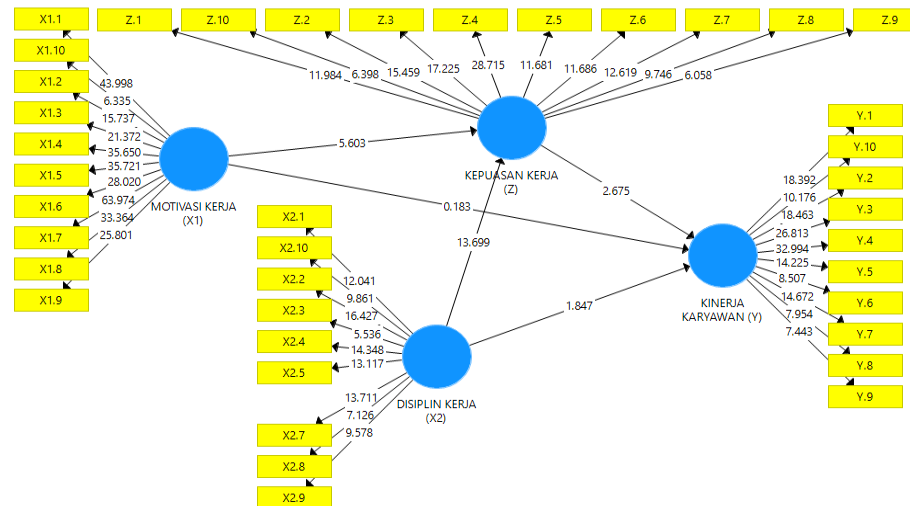 X1.1
X1.10
X1.2
X1.3
X1.4
X1.5
X1.6
X1.7
X1.8
X1.9
43.998
6.335
15.737
21.372
35.650
35.721
28.020
63.974
33.364
25.801
MOTIVASI KERJA
(X1)
Z.1
Z.10
Z.2
Z.3
Z.4
Z.5
Z.6
Z.7
Z.8
Z.9
11.984
6.398
15.459
17.225
28.715
11.681
11.686
12.619
9.746
6.058
KEPUASAN KERJA
(Z)
5.603
0.183
13.699
2.675
1.847
X2.1
X2.10
X2.2
X2.3
X2.4
X2.5
X2.7
X2.8
X2.9
12.041
9.861
16.427
5.536
14.348
13.117
13.711
7.126
9.578
DISIPLIN KERJA
(X2)
KINERJA
KARYAWAN (Y)
18.392
10.176
18.463
26.813
32.994
14.225
8.507
14.672
7.954
7.443
Y.1
Y.10
Y.2
Y.3
Y.4
Y.5
Y.6
Y.7
Y.8
Y.9